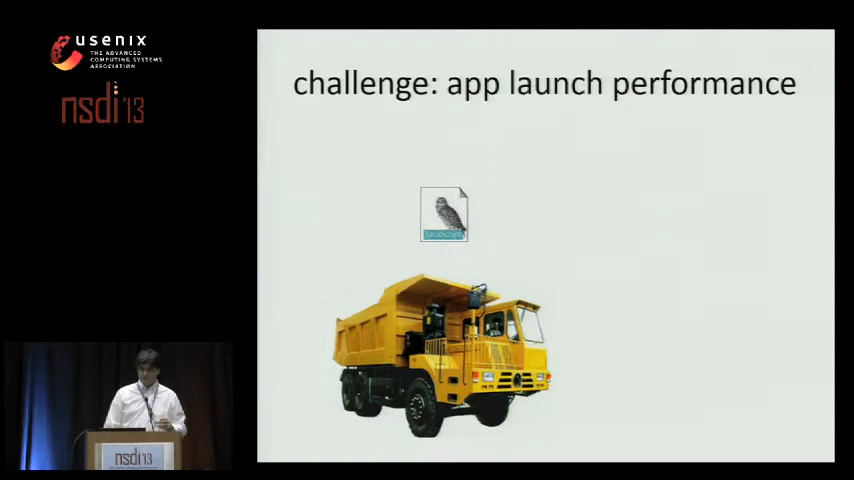 usenix
THE ADVANCED
COMPUTING SYSTEMS
ASSOCIATION
nsdi '13
challenge: app launch performance
JavaScript
nsdi'13